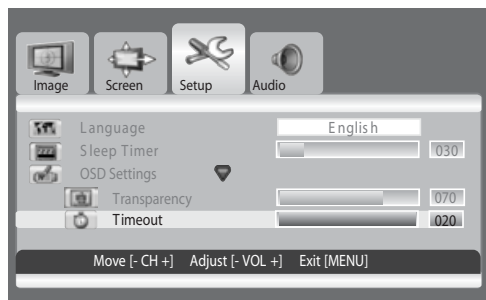 Image Screen Setup Audio
Language English
Sleep Timer 030
OSD Settings
Transparency 070
Timeout 020
Move [- CH +] Adjust [- VOL +] Exit [MENU]